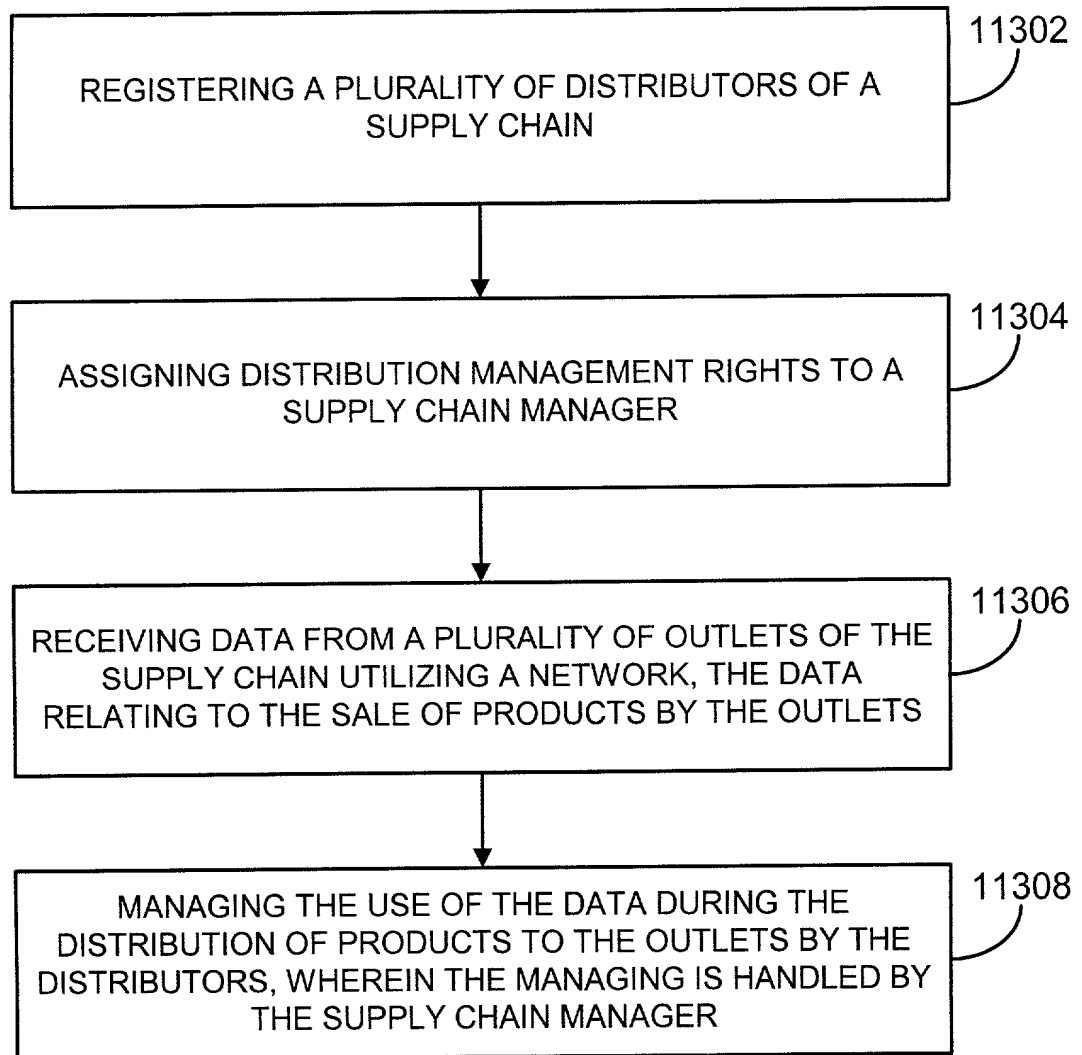 11302
REGISTERING A PLURALITY OF DISTRIBUTORS OF A
SUPPLY CHAIN
11304
ASSIGNING DISTRIBUTION MANAGEMENT RIGHTS TO A
SUPPLY CHAIN MANAGER
11306
RECEIVING DATA FROM A PLURALITY OF OUTLETS OF THE
SUPPLY CHAIN UTILIZING A NETWORK, THE DATA
RELATING TO THE SALE OF PRODUCTS BY THE OUTLETS
11308
MANAGING THE USE OF THE DATA DURING THE
DISTRIBUTION OF PRODUCTS TO THE OUTLETS BY THE
DISTRIBUTORS, WHEREIN THE MANAGING IS HANDLED BY
THE SUPPLY CHAIN MANAGER